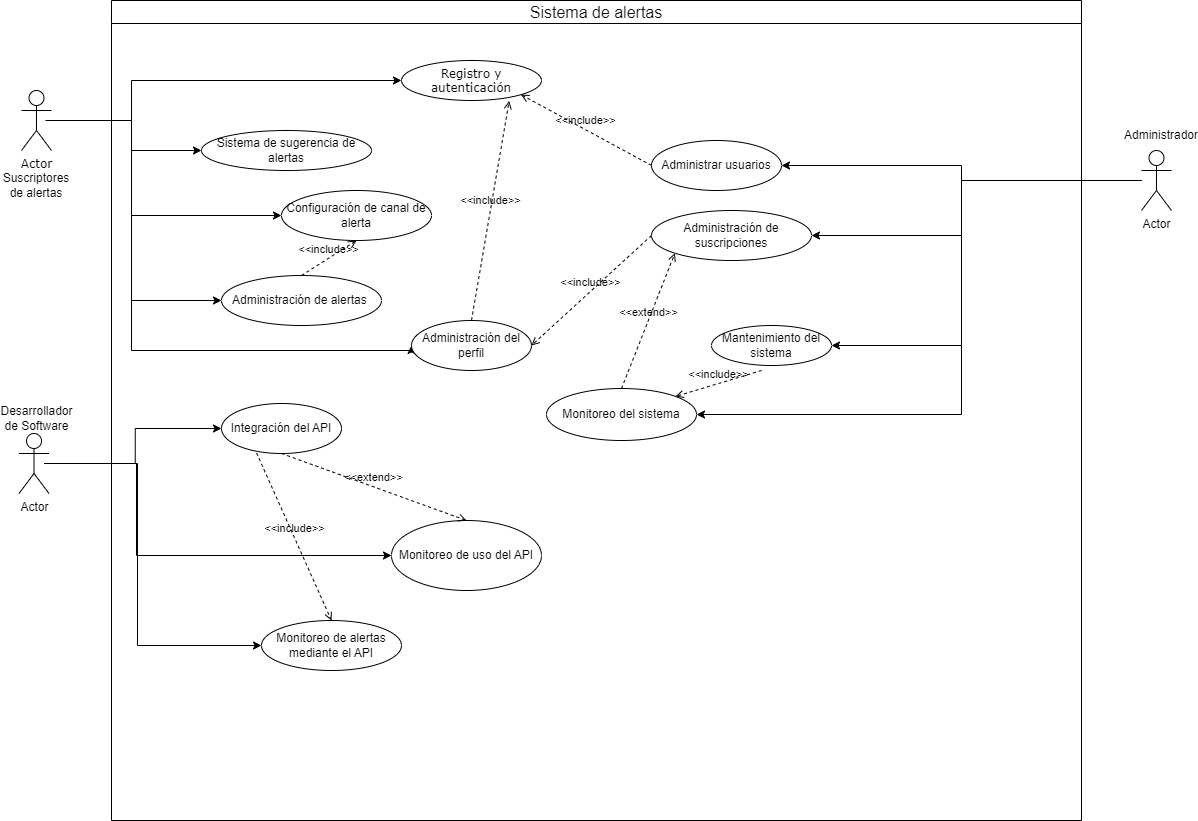 Sistema de alertas
Registro y
autenticación
<<include>>
Administrador
Sistema de sugerencia de
alertas
Administrar usuarios
Actor
Suscriptores
de alertas
<<include>>
Configuración de canal de
alerta
Administración de
suscripciones
Actor
<<include>>
<<include>>
Administración de alertas
<<extend>>
Administración del
perfil
Mantenimiento del
sistema
<<include>>
Desarrollador
de Software
Integración del API
Monitoreo del sistema
<<extend>>
Actor
<<include>>
Monitoreo de uso del API
Monitoreo de alertas
mediante el API